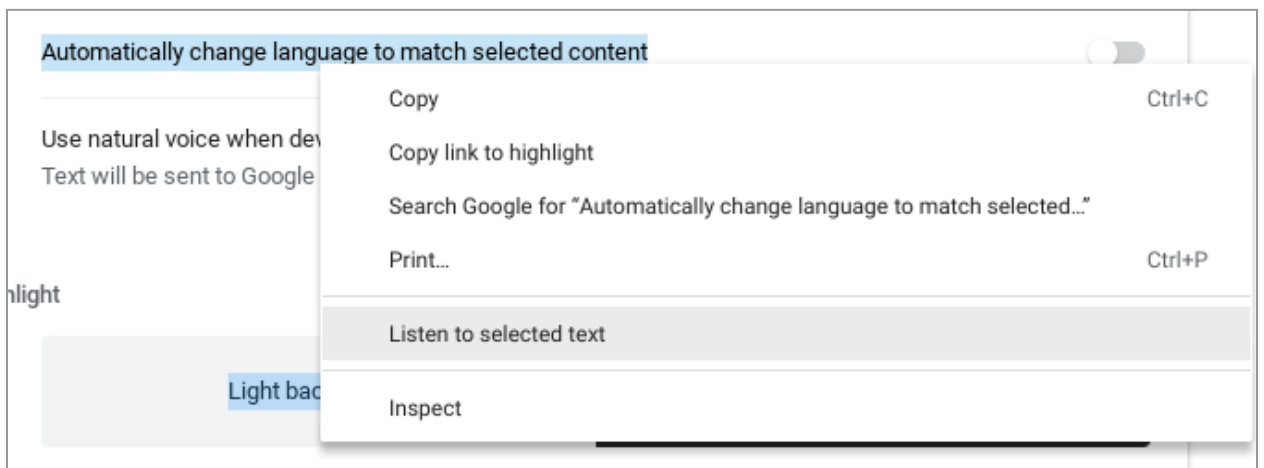 Automatically change language to match selected content
Copy Ctrl+C
Use natural voice when
Copy link to highlight
Text will be sent to Google
Search Google for “Automatically change language to match selected…”
Print… Ctrl+P
Listen to selected text
Light
Inspect